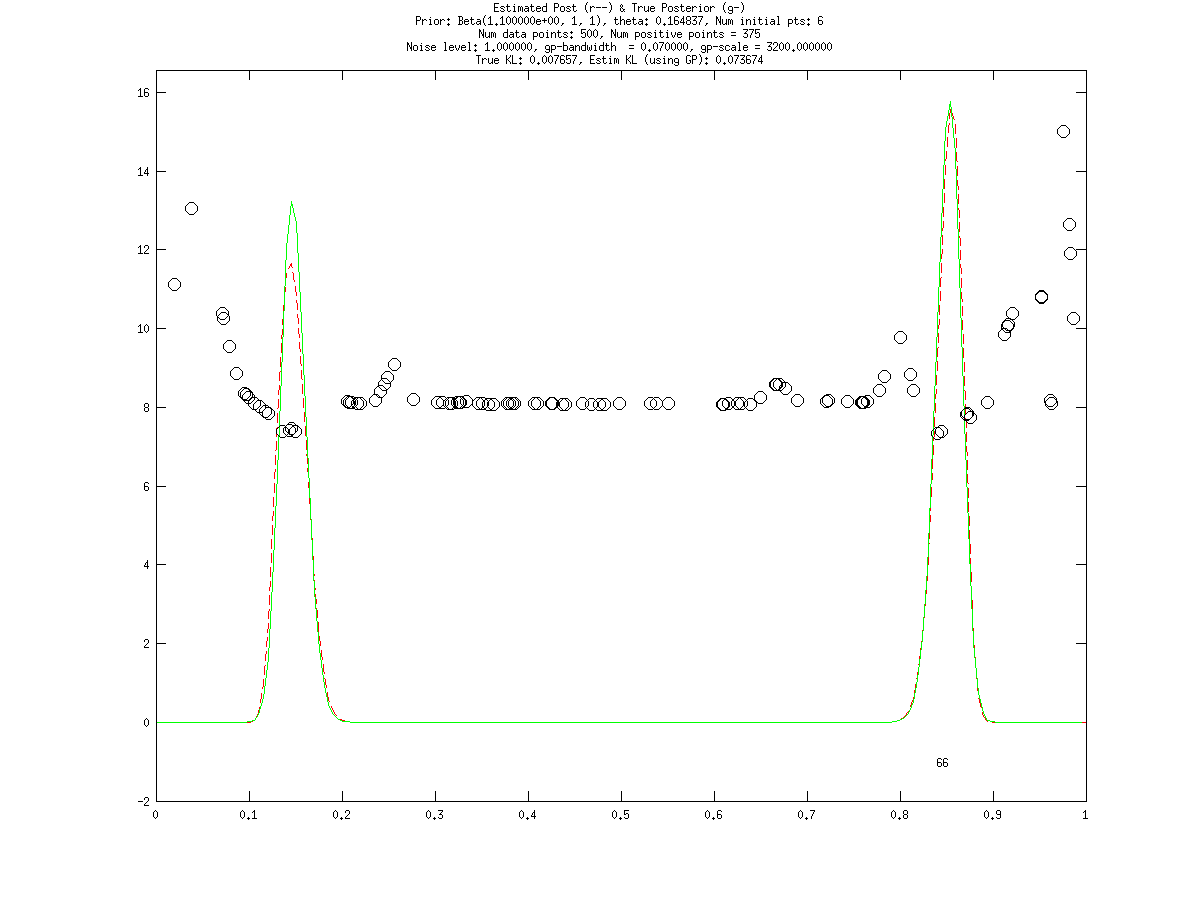 Estimated Post (r--) & True Posterior (g-)
Prior: Beta(1.100000e+00, 1, 1), theta: 0.164837, Num initial pts: 6
Num data points: 500, Num positive points = 375
Noise level: 1.000000, gp-bandwidth  = 0.070000, gp-scale = 3200.000000
True KL: 0.007657, Estim KL (using GP): 0.073674
16
14
12
10
8
6
4
2
0
66
-2
0 0.1 0.2 0.3 0.4 0.5 0.6 0.7 0.8 0.9 1